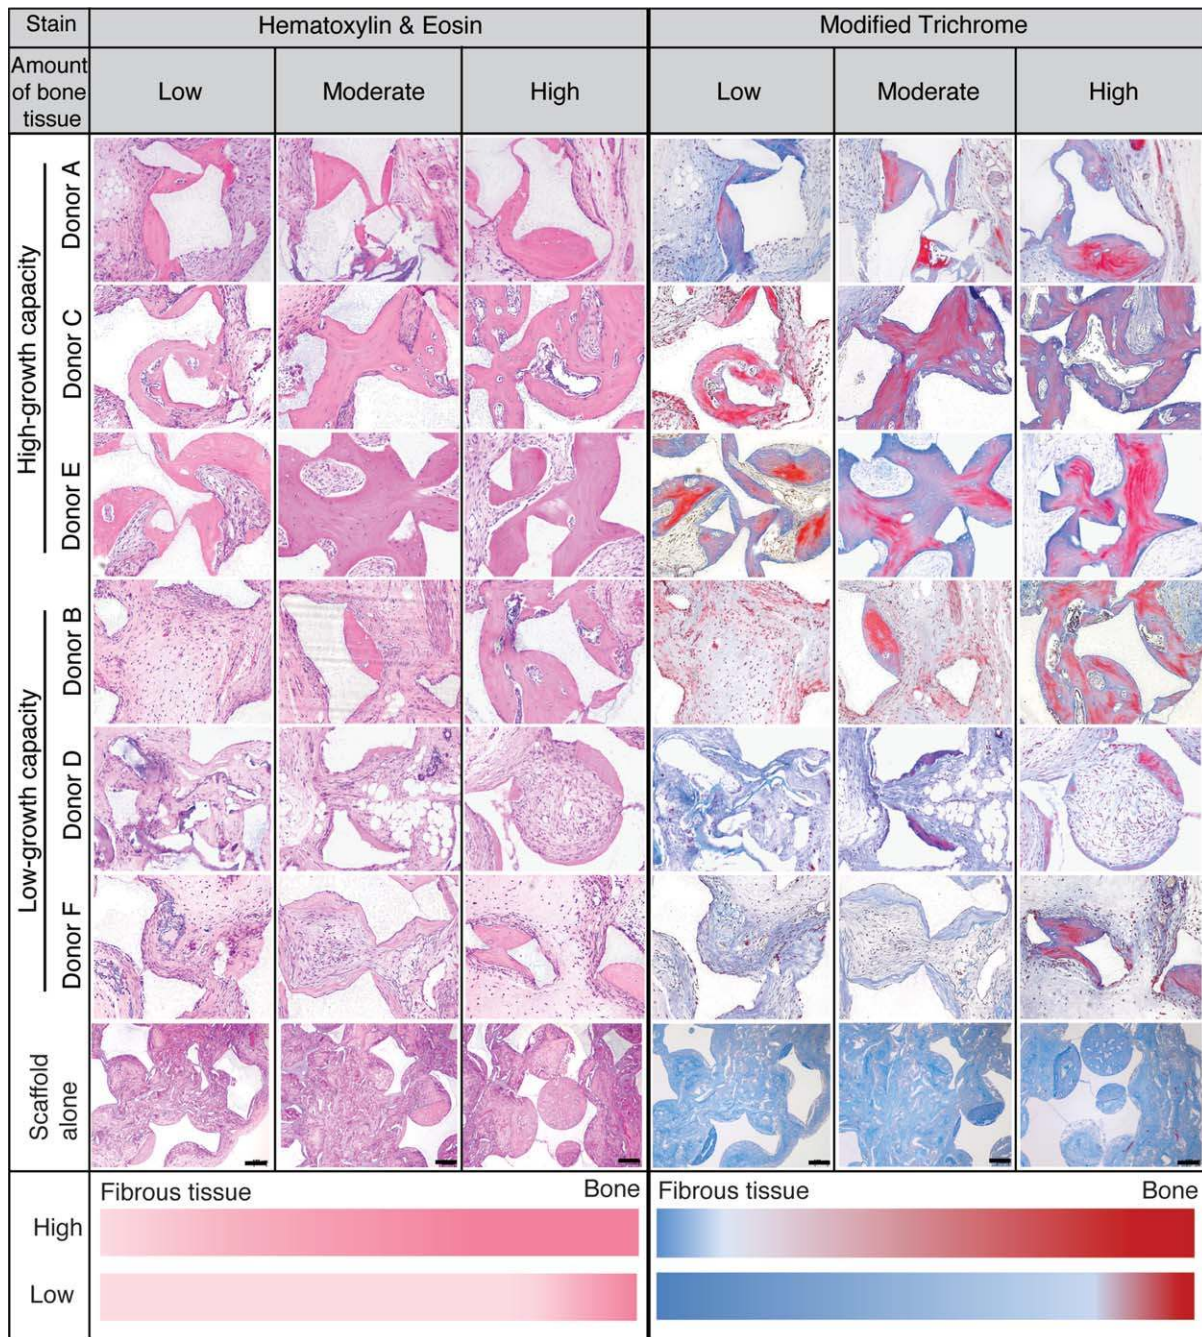 Stain
Hematoxylin & Eosin
Modified Trichrome
Amount
of bone
tissue
Low
Moderate
High
Low
Moderate
High
High-growth capacity
Donor A
Donor C
Donor E
Low-growth capacity
Donor B
Donor D
Donor F
Scaffold
alone
Fibrous tissue
Bone
Fibrous tissue
Bone
High
Low